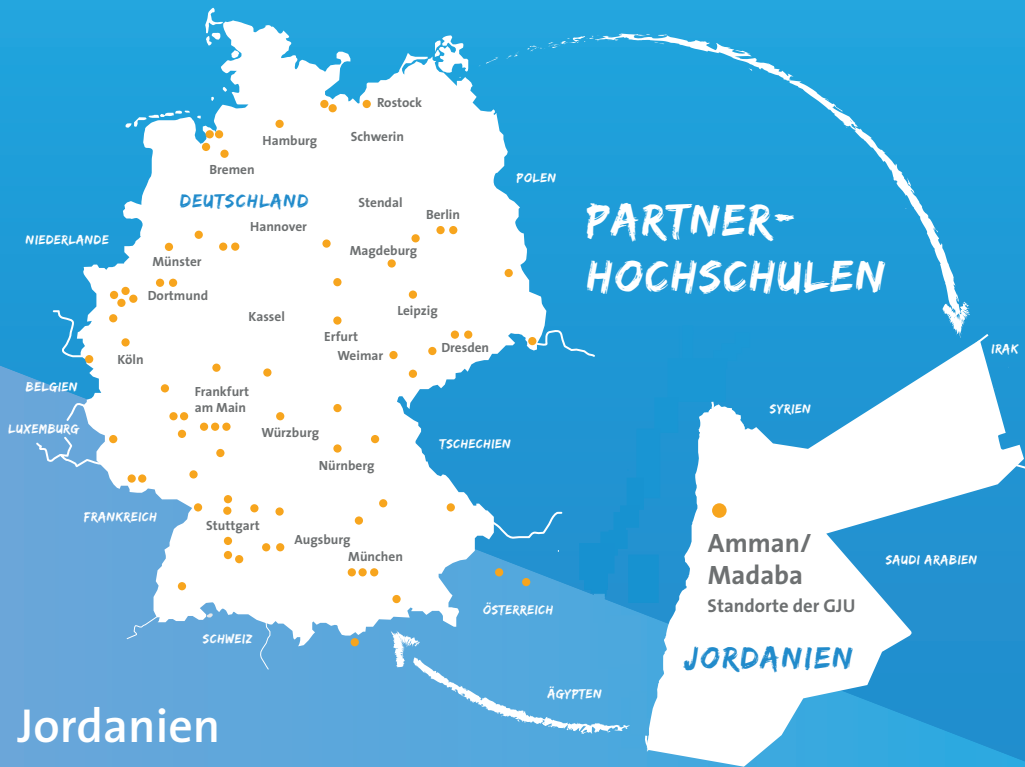 Rostock
Hamburg
Schwerin
Bremen
POLEN
DEUTSCHLAND
Stendal
Berlin
Hannover
PARTNER-
HOCHSCHULEN
NIEDERLANDE
Magdeburg
Münster
Dortmund
Leipzig
Kassel
Erfurt
Dresden
Weimar
Köln
IRAK
BELGIEN
Frankfurt
am Main
SYRIEN
LUXEMBURG
Würzburg
TSCHECHIEN
Nürnberg
FRANKREICH
Stuttgart
Augsburg
München
Amman/
Madaba
Standorte der GJU
SAUDI ARABIEN
ÖSTERREICH
SCHWEIZ
JORDANIEN
ÄGYPTEN
Jordanien